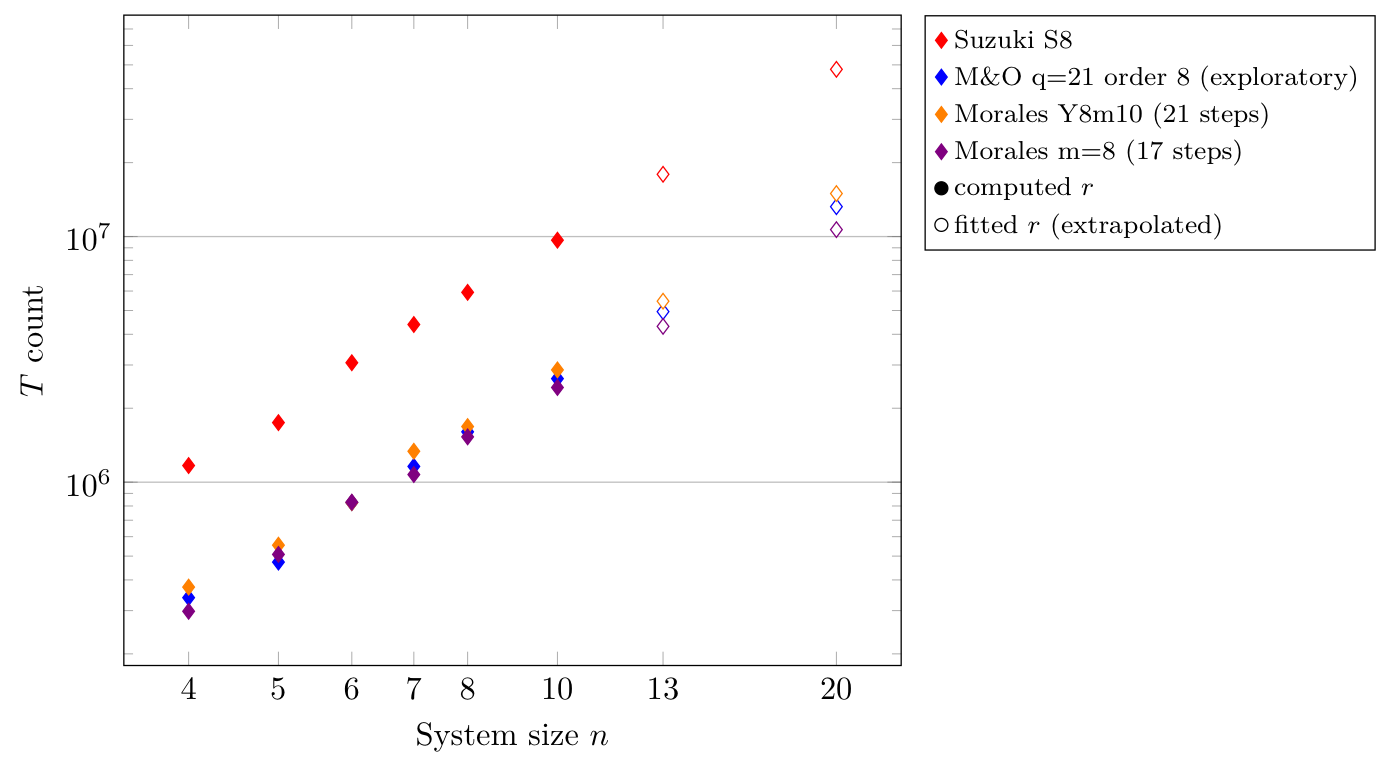 Suzuki S8
M&O q=21 order 8 (exploratory)
Morales Y8m10 (21 steps)
Morales m=8 (17 steps)
computed r
fitted r (extrapolated)
10^7
10^6
T count
4 5 6 7 8 10 13 20
System size n